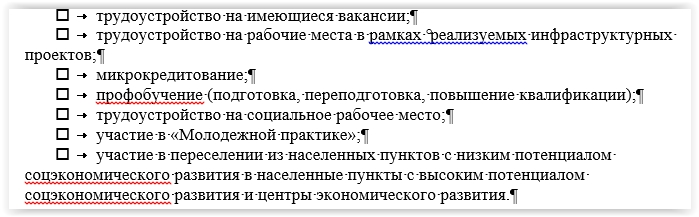 ☐ трудоустройство на имеющиеся вакансии;
☐ трудоустройство на рабочие места в рамках реализуемых инфраструктурных
проектов;
☐ микрокредитование;
☐ профобучение (подготовка, переподготовка, повышение квалификации);
☐ трудоустройство на социальное рабочее место;
☐ участие в «Молодежной практике»;
☐ участие в переселении из населенных пунктов с низким потенциалом
соцэкономического развития в населенные пункты с высоким потенциалом
соцэкономического развития и центры экономического развития.